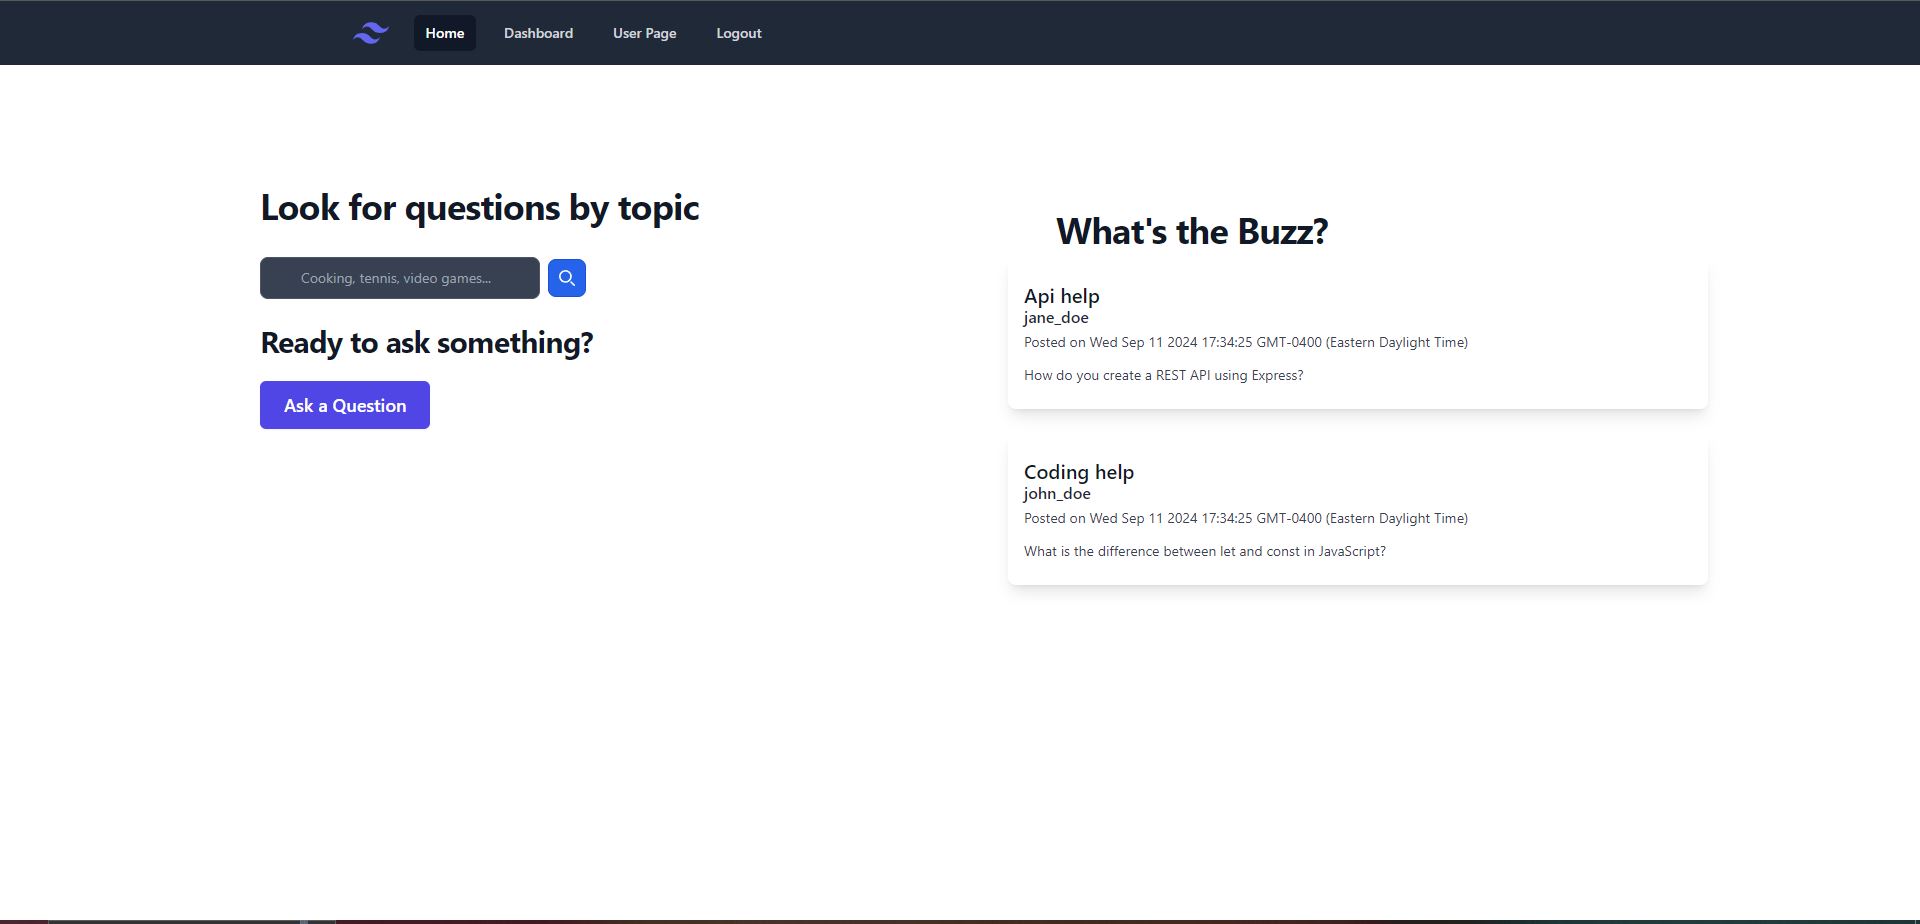 Home
Dashboard
User Page
Logout
Look for questions by topic
Cooking, tennis, video games...
Ready to ask something?
Ask a Question
What's the Buzz?
Api help
jane_doe
Posted on Wed Sep 11 2024 17:34:25 GMT-0400 (Eastern Daylight Time)
How do you create a REST API using Express?
Coding help
john_doe
Posted on Wed Sep 11 2024 17:34:25 GMT-0400 (Eastern Daylight Time)
What is the difference between let and const in JavaScript?